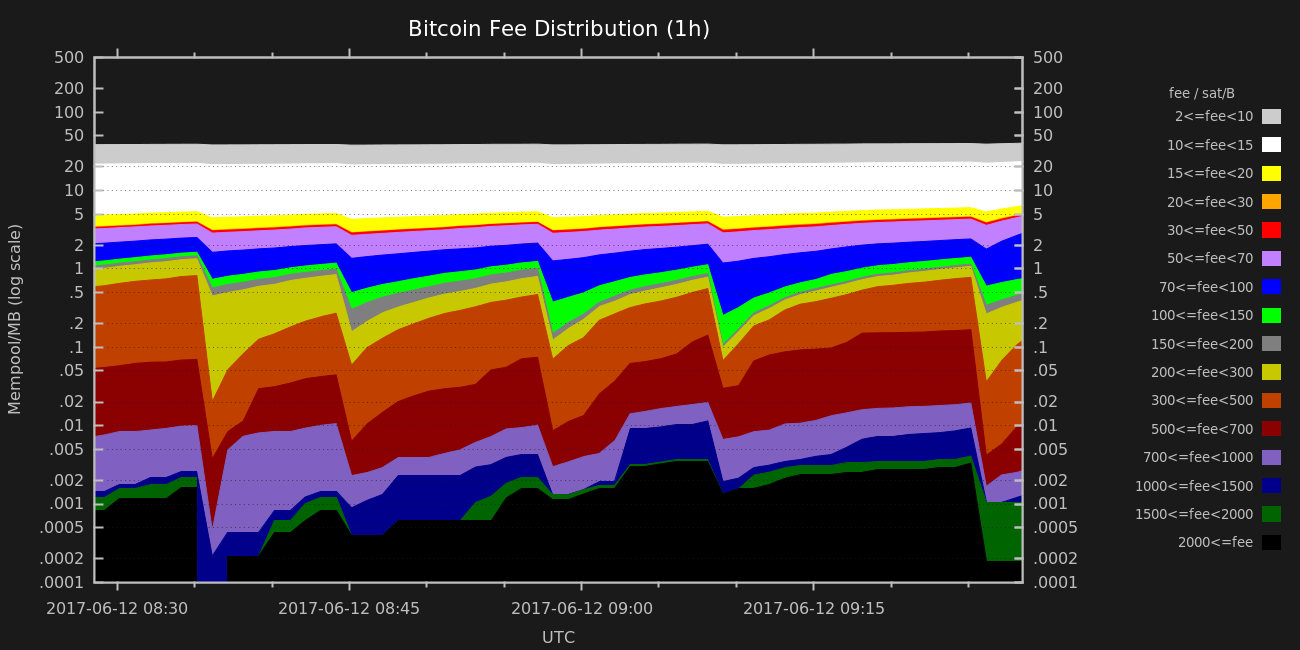 Bitcoin Fee Distribution (1h)
500 500
200 200
100 100
50 50
20 20
10 10
5 5
2 2
1 1
.5 .5
.2 .2
.1 .1
.05 .05
.02 .02
.01 .01
.005 .005
.002 .002
.001 .001
.0005 .0005
.0002 .0002
.0001 .0001
Mempool/MB (log scale)
2017-06-12 08:30 2017-06-12 08:45 2017-06-12 09:00 2017-06-12 09:15
UTC
fee / sat/B
2<=fee<10
10<=fee<15
15<=fee<20
20<=fee<30
30<=fee<50
50<=fee<70
70<=fee<100
100<=fee<150
150<=fee<200
200<=fee<300
300<=fee<500
500<=fee<700
700<=fee<1000
1000<=fee<1500
1500<=fee<2000
2000<=fee